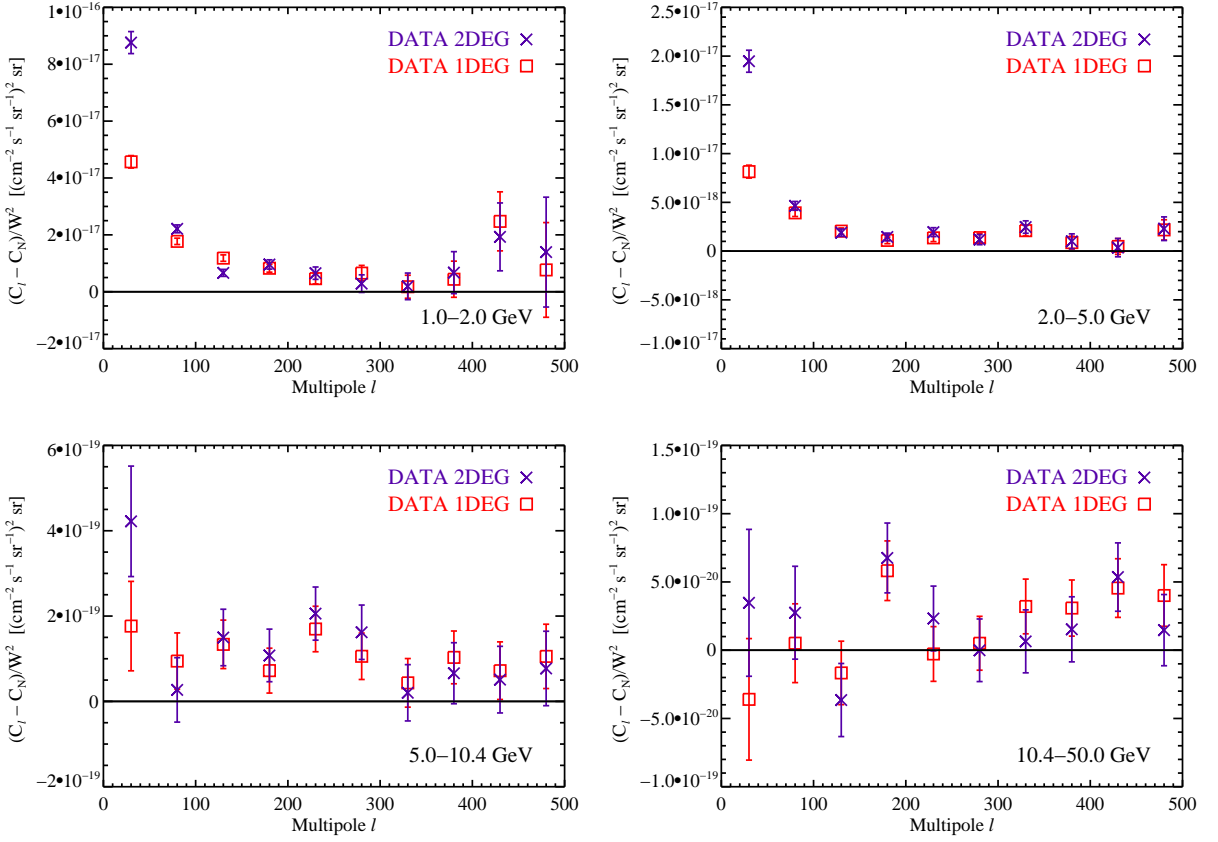 1•10⁻¹⁶
8•10⁻¹⁷
6•10⁻¹⁷
4•10⁻¹⁷
2•10⁻¹⁷
0
−2•10⁻¹⁷
(C_l − C_N)/W² [(cm⁻² s⁻¹ sr⁻¹)² sr]
DATA 2DEG
DATA 1DEG
1.0–2.0 GeV
0 100 200 300 400 500
Multipole l
2.5•10⁻¹⁷
2.0•10⁻¹⁷
1.5•10⁻¹⁷
1.0•10⁻¹⁷
5.0•10⁻¹⁸
0
−5.0•10⁻¹⁸
−1.0•10⁻¹⁷
(C_l − C_N)/W² [(cm⁻² s⁻¹ sr⁻¹)² sr]
DATA 2DEG
DATA 1DEG
2.0–5.0 GeV
0 100 200 300 400 500
Multipole l
6•10⁻¹⁹
4•10⁻¹⁹
2•10⁻¹⁹
0
−2•10⁻¹⁹
(C_l − C_N)/W² [(cm⁻² s⁻¹ sr⁻¹)² sr]
DATA 2DEG
DATA 1DEG
5.0–10.4 GeV
0 100 200 300 400 500
Multipole l
1.5•10⁻¹⁹
1.0•10⁻¹⁹
5.0•10⁻²⁰
0
−5.0•10⁻²⁰
−1.0•10⁻¹⁹
(C_l − C_N)/W² [(cm⁻² s⁻¹ sr⁻¹)² sr]
DATA 2DEG
DATA 1DEG
10.4–50.0 GeV
0 100 200 300 400 500
Multipole l